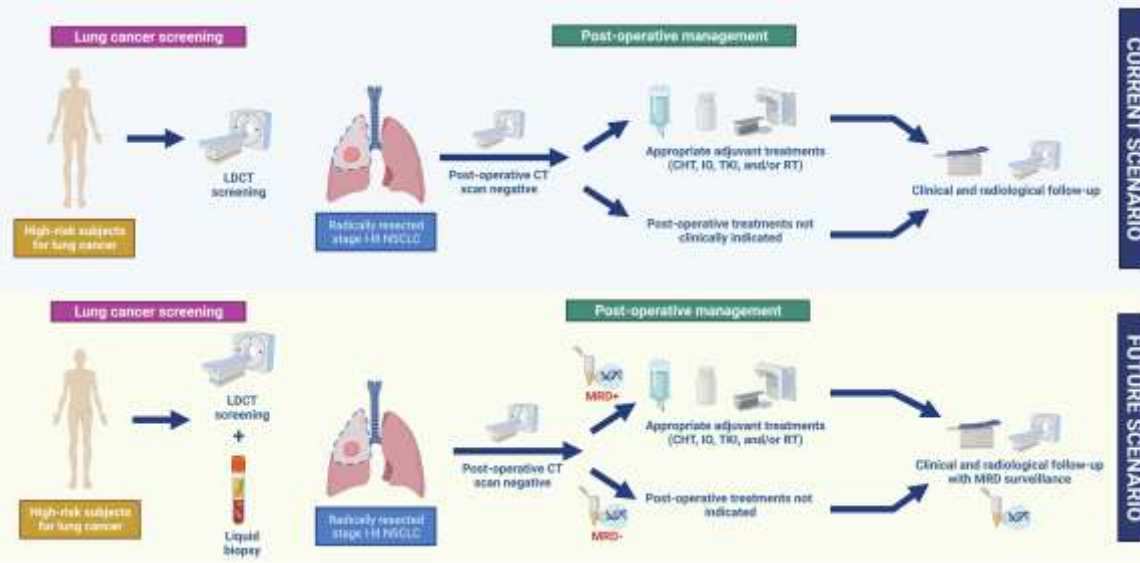 Lung cancer screening
Post-operative management
CURRENT SCENARIO
LDCT
screening
High-risk subjects
for lung cancer
Radically resected
stage I-III NSCLC
Post-operative CT
scan negative
Appropriate adjuvant treatments
(CHT, IO, TKI, and/or RT)
Post-operative treatments not
clinically indicated
Clinical and radiological follow-up
Lung cancer screening
Post-operative management
FUTURE SCENARIO
LDCT
screening
+
Liquid
biopsy
High-risk subjects
for lung cancer
Radically resected
stage I-III NSCLC
Post-operative CT
scan negative
MRD+
Appropriate adjuvant treatments
(CHT, IO, TKI, and/or RT)
MRD-
Post-operative treatments not
indicated
Clinical and radiological follow-up
with MRD surveillance